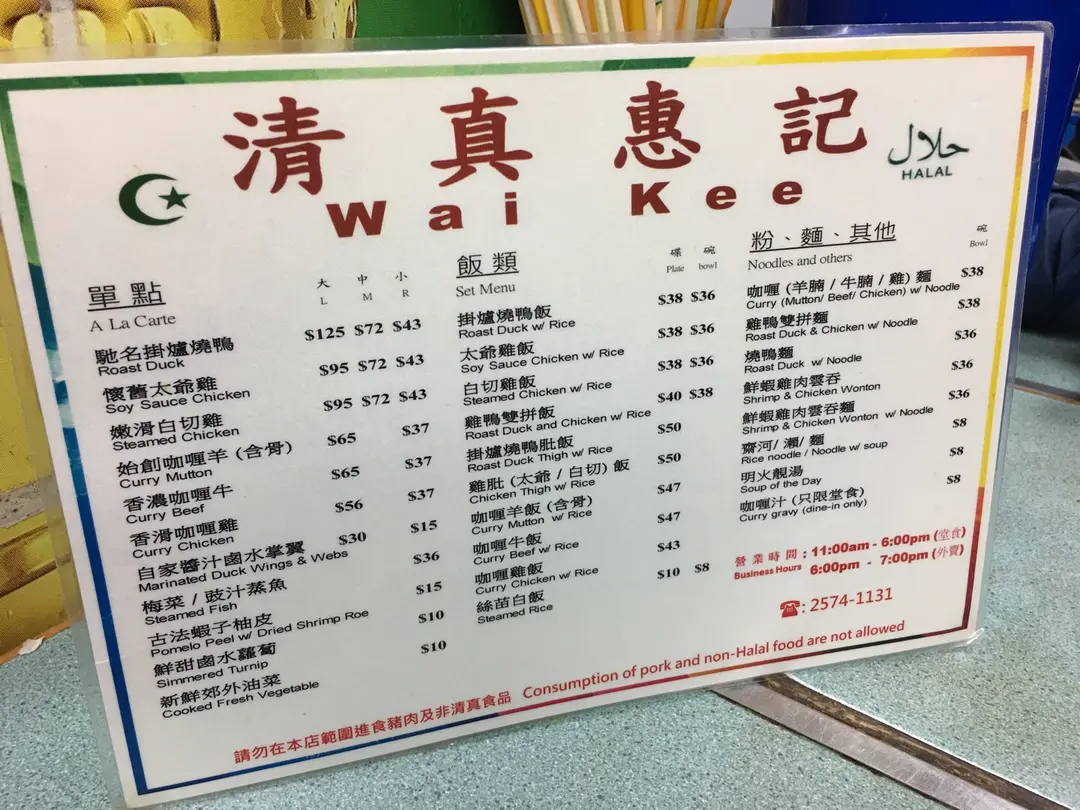 清真惠記
حلال
HALAL
Wai Kee
單點
A La Carte
大 中 小
L M R
馳名掛爐燒鴨 $125 $72 $43
Roast Duck
懷舊太爺雞 $95 $72 $43
Soy Sauce Chicken
嫩滑白切雞 $95 $72 $43
Steamed Chicken
始創咖喱羊 (含骨) $65 $37
Curry Mutton
香濃咖喱牛 $65 $37
Curry Beef
香滑咖喱雞 $56 $37
Curry Chicken
自家醬汁鹵水掌翼 $30 $15
Marinated Duck Wings & Webs
梅菜 / 豉汁蒸魚 $36
Steamed Fish
古法蝦子柚皮 $15
Pomelo Peel w/ Dried Shrimp Roe
鮮甜鹵水蘿蔔 $10
Simmered Turnip
新鮮郊外油菜 $10
Cooked Fresh Vegetable
飯類
Set Menu
碟 碗
Plate bowl
掛爐燒鴨飯 $38 $36
Roast Duck w/ Rice
太爺雞飯 $38 $36
Soy Sauce Chicken w/ Rice
白切雞飯 $38 $36
Steamed Chicken w/ Rice
雞鴨雙拼飯 $40 $38
Roast Duck and Chicken w/ Rice
掛爐燒鴨肶飯 $50
Roast Duck Thigh w/ Rice
雞肶 (太爺 / 白切) 飯 $50
Chicken Thigh w/ Rice
咖喱羊飯 (含骨) $47
Curry Mutton w/ Rice
咖喱牛飯 $47
Curry Beef w/ Rice
咖喱雞飯 $43
Curry Chicken w/ Rice
絲苗白飯 $10 $8
Steamed Rice
粉、麵、其他
Noodles and others
碗
Bowl
咖喱 (羊腩 / 牛腩 / 雞) 麵 $38
Curry (Mutton/ Beef/ Chicken) w/ Noodle
雞鴨雙拼麵 $38
Roast Duck & Chicken w/ Noodle
燒鴨麵 $36
Roast Duck w/ Noodle
鮮蝦雞肉雲吞 $36
Shrimp & Chicken Wonton
鮮蝦雞肉雲吞麵 $36
Shrimp & Chicken Wonton w/ Noodle
齋河/ 瀨/ 麵 $8
Rice noodle / Noodle w/ soup
明火靚湯 $8
Soup of the Day
咖喱汁 (只限堂食) $8
Curry gravy (dine-in only)
營業時間 : 11:00am - 6:00pm (堂食)
Business Hours 6:00pm - 7:00pm (外賣)
☎: 2574-1131
請勿在本店範圍進食豬肉及非清真食品 Consumption of pork and non-Halal food are not allowed